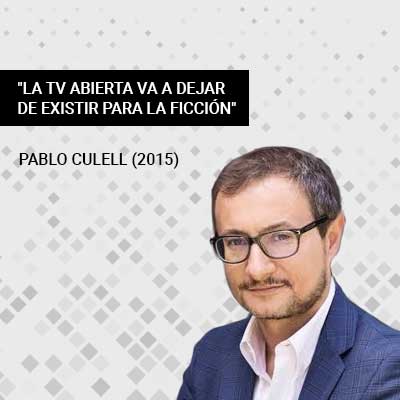 "LA TV ABIERTA VA A DEJAR
DE EXISTIR PARA LA FICCIÓN"
PABLO CULELL (2015)